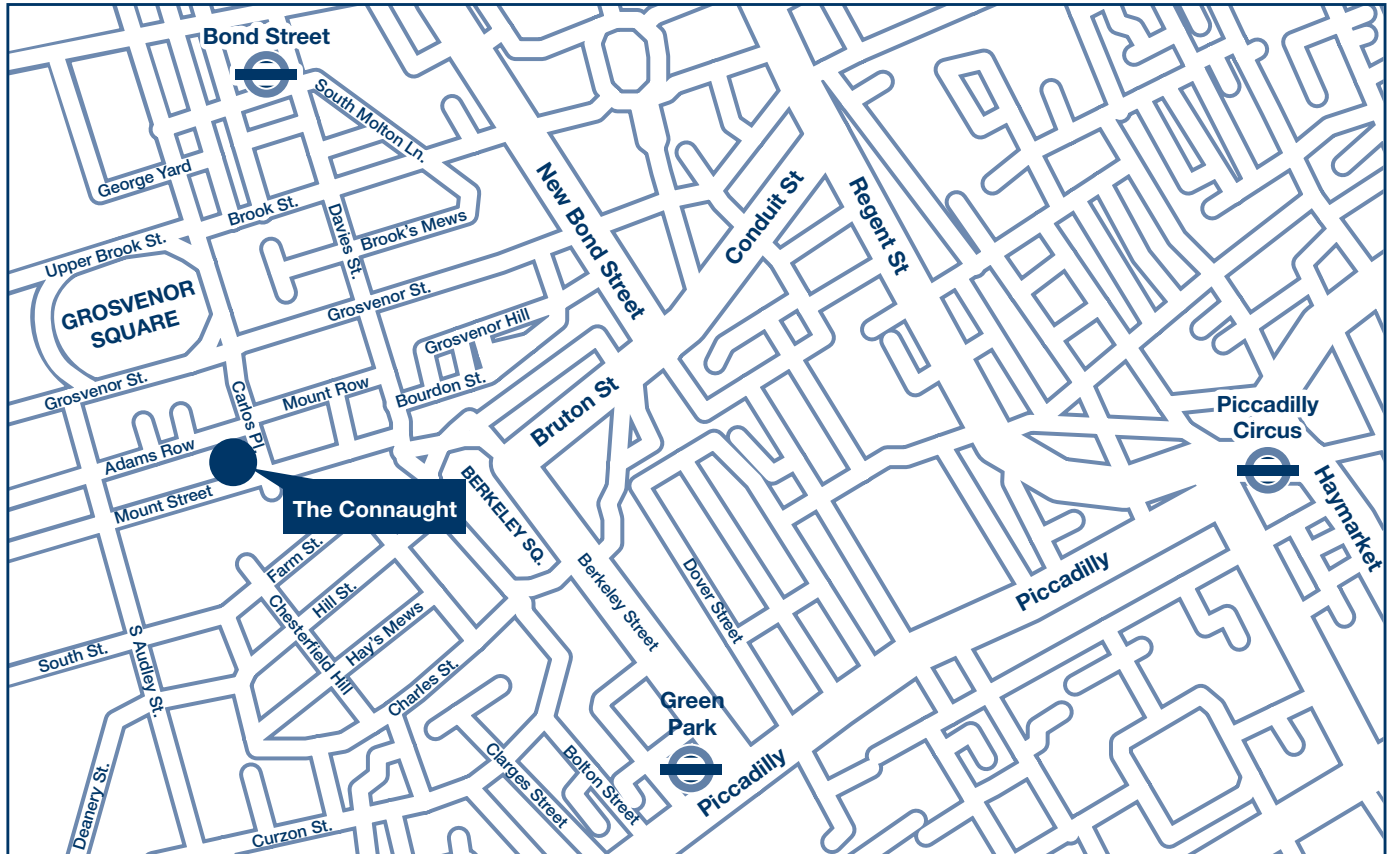 Bond Street
South Molton Ln.
George Yard
Brook St.
Davies St.
Brook's Mews
Upper Brook St.
New Bond Street
Conduit St
Regent St
GROSVENOR
SQUARE
Grosvenor St.
Grosvenor Hill
Grosvenor St.
Carlos Pl.
Mount Row
Bourdon St.
Bruton St
Adams Row
Mount Street
The Connaught
BERKELEY SQ.
Piccadilly
Circus
Haymarket
Farm St.
Hill St.
Chesterfield Hill
Hay's Mews
Charles St.
Berkeley Street
Dover Street
Piccadilly
South St.
S Audley St.
Green
Park
Clarges Street
Bolton Street
Piccadilly
Deanery St.
Curzon St.